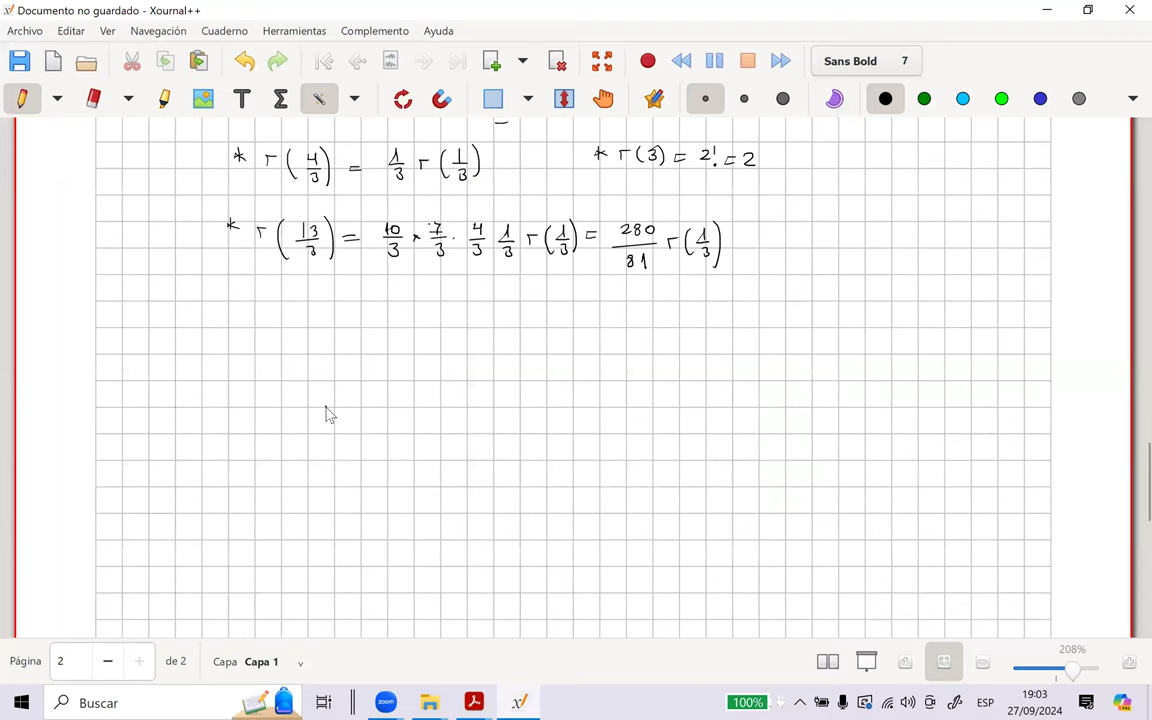 Documento no guardado - Xournal++
Archivo Editar Ver Navegación Cuaderno Herramientas Complemento Ayuda
Sans Bold 7
* Γ(4/3) = 1/3 Γ(1/3) * Γ(3) = 2! = 2
* Γ(13/3) = 10/3 * 7/3 · 4/3 1/3 Γ(1/3) = 280/81 Γ(1/3)
Página 2 de 2 Capa Capa 1 208%
Buscar zoom 100% ESP 19:03
27/09/2024